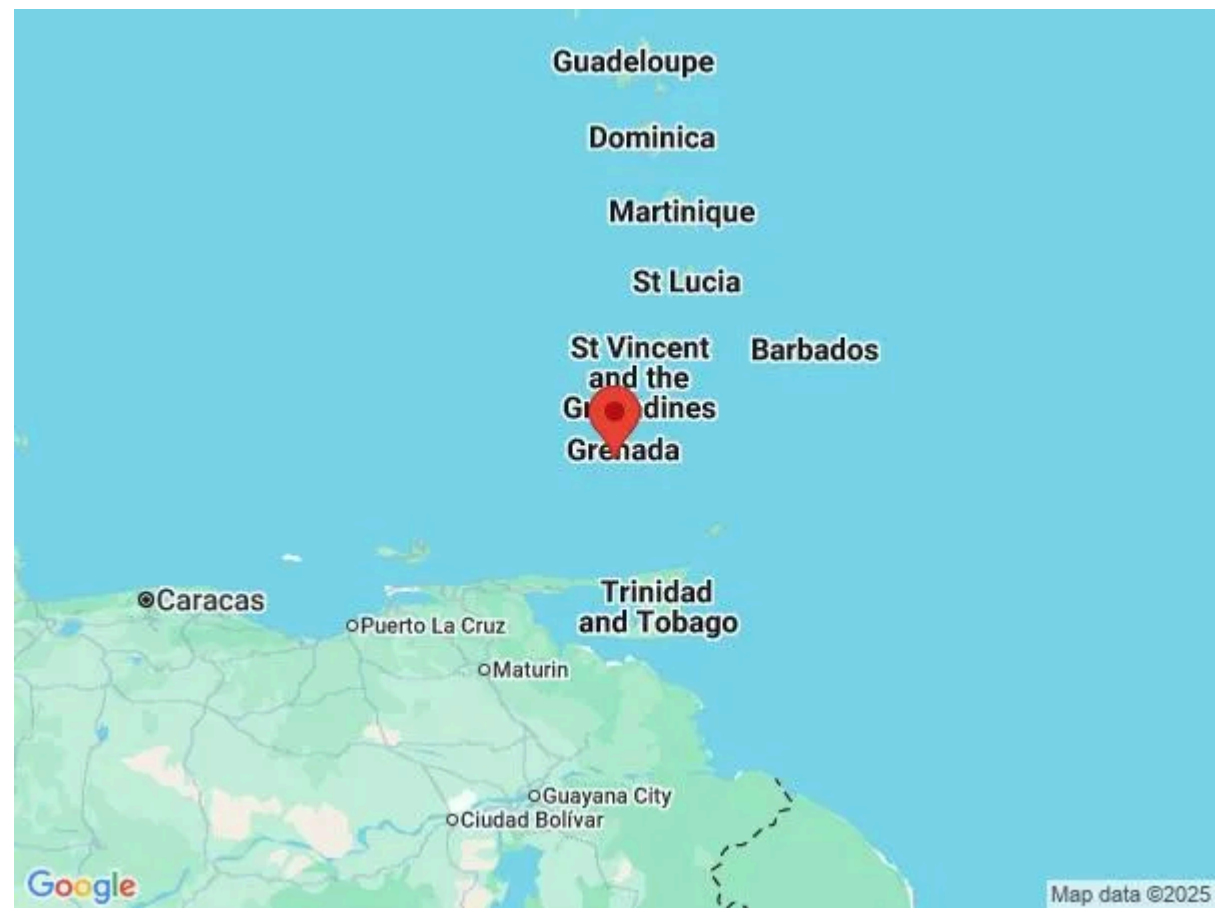 Guadeloupe
Dominica
Martinique
St Lucia
St Vincent
and the
Barbados
Grenada
Trinidad
and Tobago
Caracas
Puerto La Cruz
Maturin
Guayana City
Ciudad Bolívar
Google
Map data ©2025